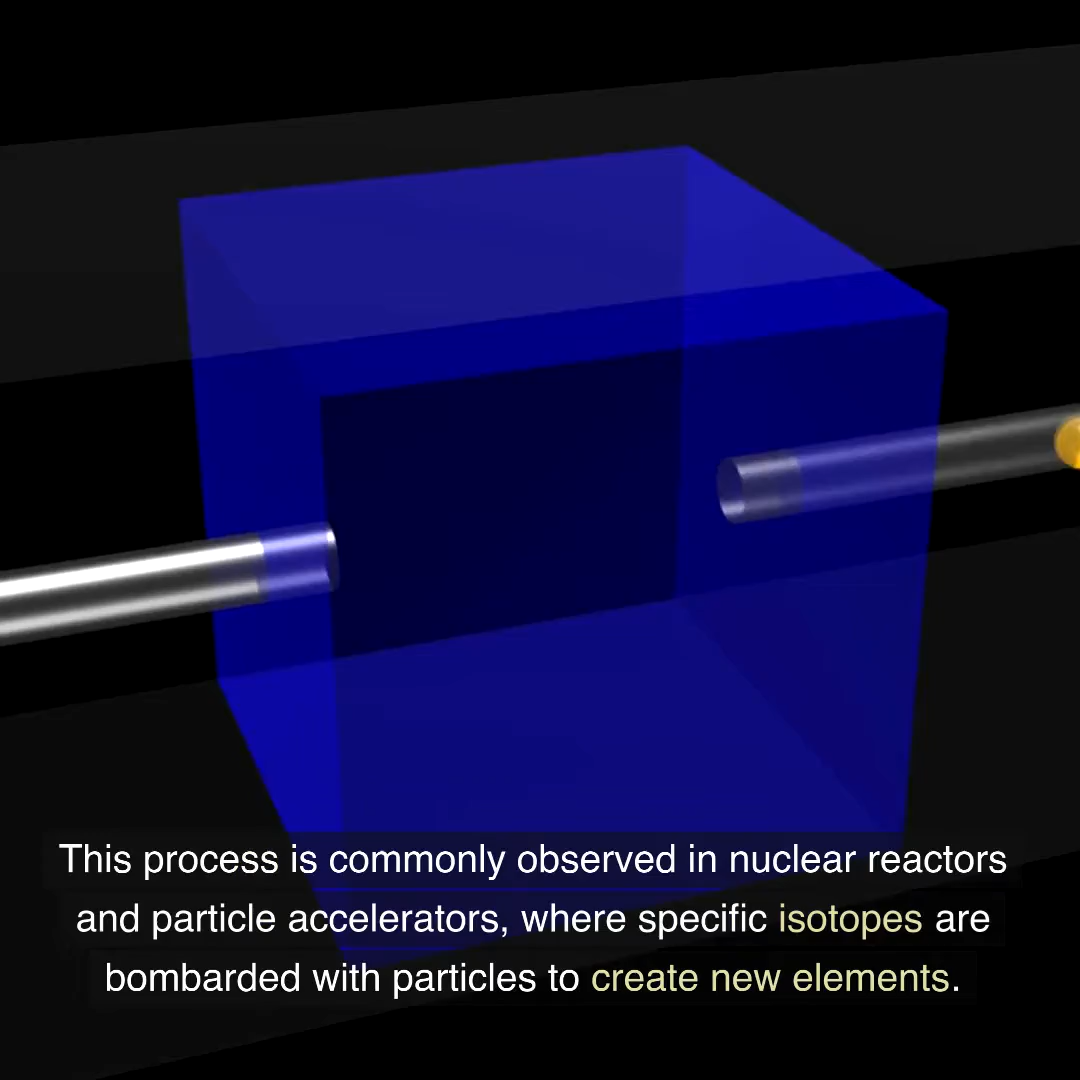 This process is commonly observed in nuclear reactors
and particle accelerators, where specific isotopes are
bombarded with particles to create new elements.